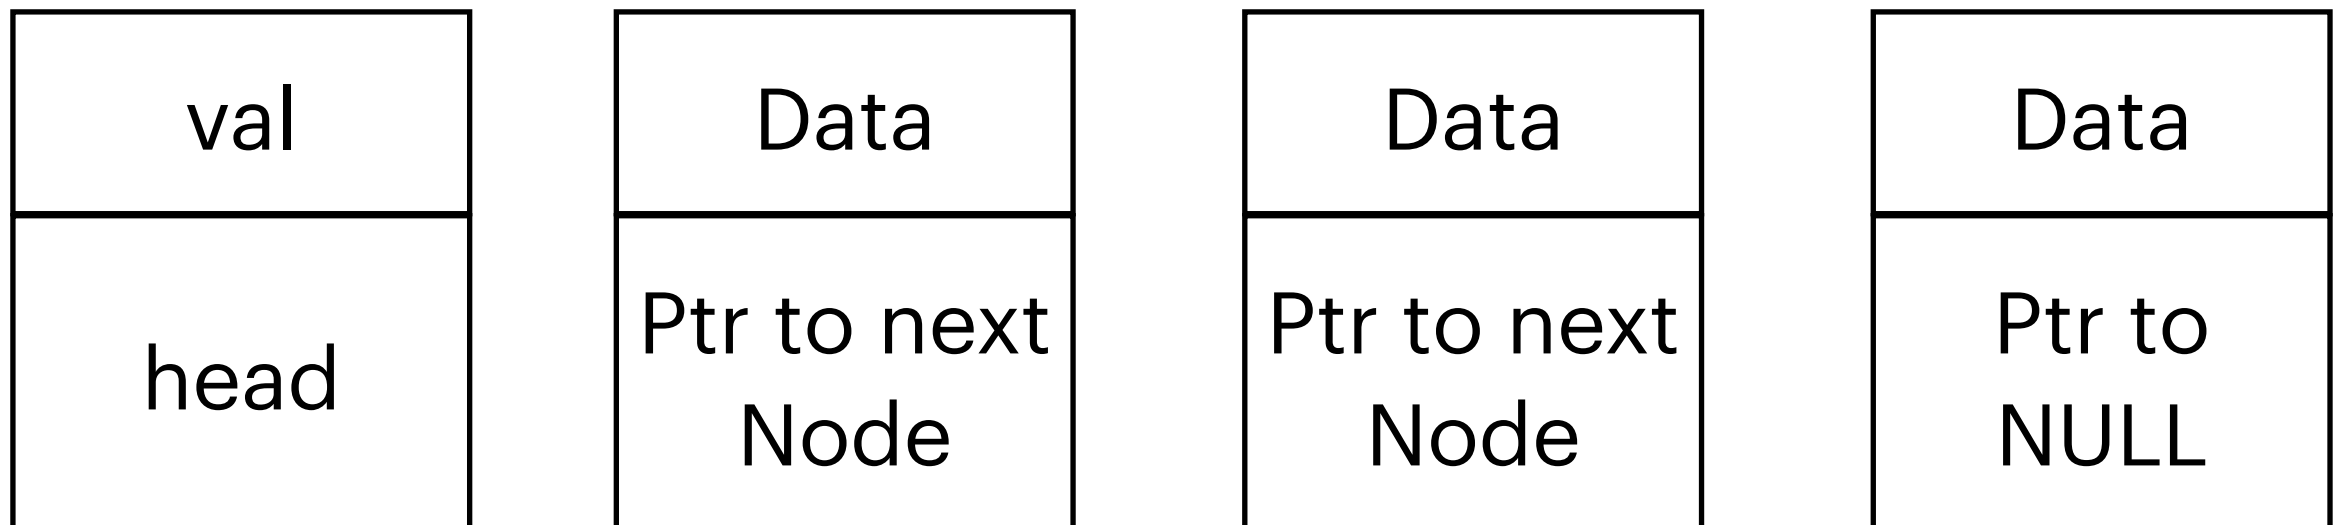 val
Data
Data
Data
head
Ptr to next
Node
Ptr to next
Node
Ptr to
NULL